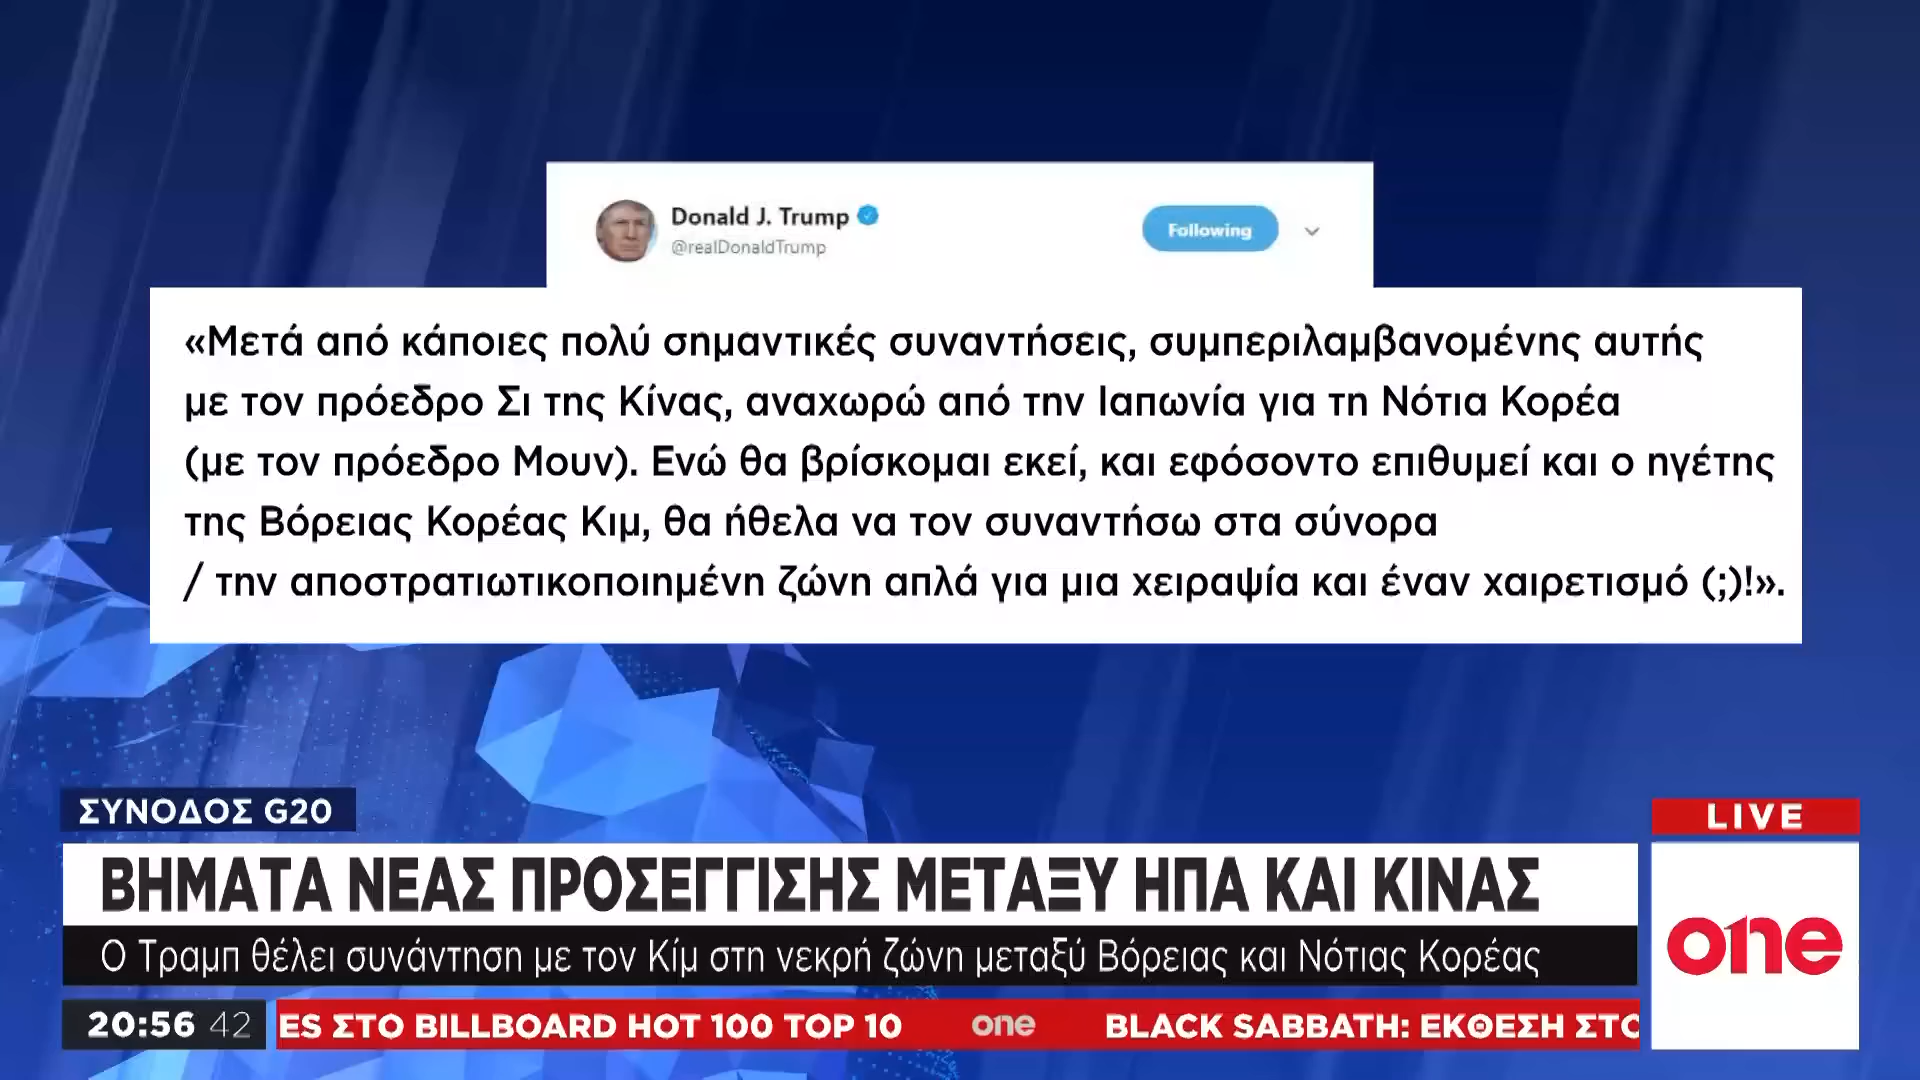 Donald J. Trump
@realDonaldTrump
Following
«Μετά από κάποιες πολύ σημαντικές συναντήσεις, συμπεριλαμβανομένης αυτής
με τον πρόεδρο Σι της Κίνας, αναχωρώ από την Ιαπωνία για τη Νότια Κορέα
(με τον πρόεδρο Μουν). Ενώ θα βρίσκομαι εκεί, και εφόσοντο επιθυμεί και ο ηγέτης
της Βόρειας Κορέας Κιμ, θα ήθελα να τον συναντήσω στα σύνορα
/ την αποστρατιωτικοποιημένη ζώνη απλά για μια χειραψία και έναν χαιρετισμό (;)!».
ΣΥΝΟΔΟΣ G20
LIVE
ΒΗΜΑΤΑ ΝΕΑΣ ΠΡΟΣΕΓΓΙΣΗΣ ΜΕΤΑΞΥ ΗΠΑ ΚΑΙ ΚΙΝΑΣ
Ο Τραμπ θέλει συνάντηση με τον Κίμ στη νεκρή ζώνη μεταξύ Βόρειας και Νότιας Κορέας
one
20:56 42
ES ΣΤΟ BILLBOARD HOT 100 TOP 10 one BLACK SABBATH: ΕΚΘΕΣΗ ΣΤΟ